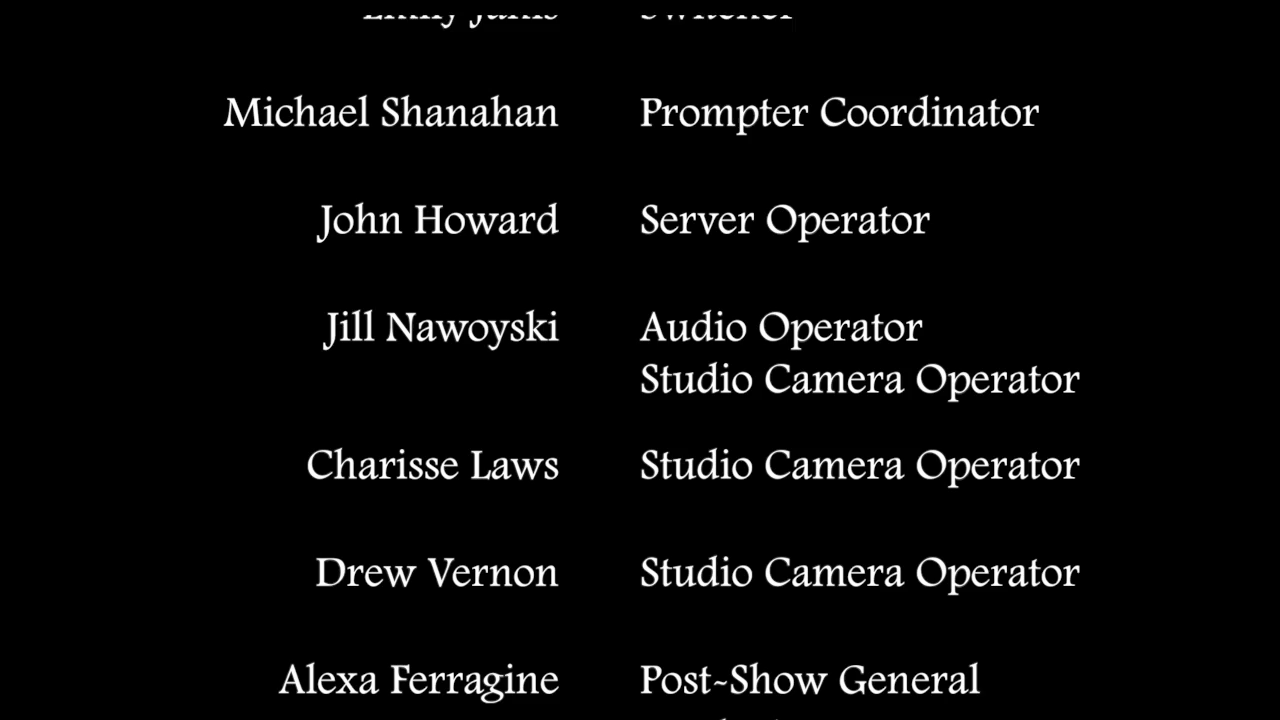 Michael Shanahan Prompter Coordinator
John Howard Server Operator
Jill Nawoyski Audio Operator
Studio Camera Operator
Charisse Laws Studio Camera Operator
Drew Vernon Studio Camera Operator
Alexa Ferragine Post-Show General